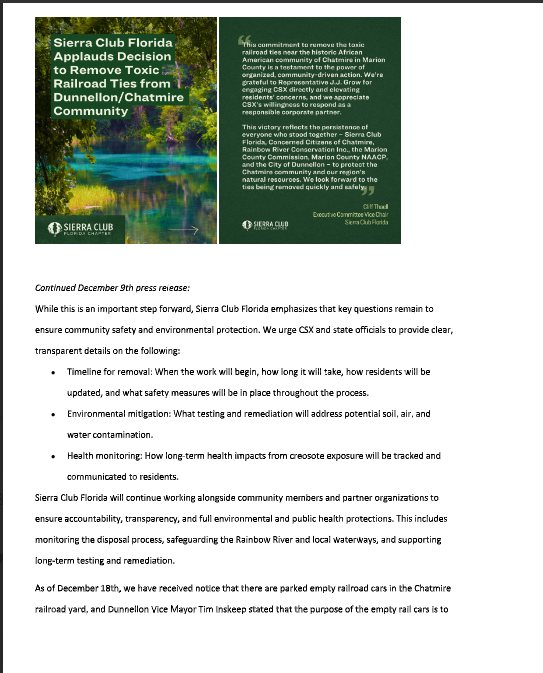 Sierra Club Florida
Applauds Decision
to Remove Toxic
Railroad Ties from
Dunnellon/Chatmire
Community
SIERRA CLUB
FLORIDA CHAPTER
“This commitment to remove the toxic
railroad ties near the historic African
American community of Chatmire in Marion
County is a testament to the power of
organized, community-driven action. We're
grateful to Representative J.J. Grow for
engaging CSX directly and elevating
residents' concerns, and we appreciate
CSX's willingness to respond as a
responsible corporate partner.
This victory reflects the persistence of
everyone who stood together – Sierra Club
Florida, Concerned Citizens of Chatmire,
Rainbow River Conservation Inc., the Marion
County Commission, Marion County NAACP,
and the City of Dunnellon – to protect the
Chatmire community and our region's
natural resources. We look forward to the
ties being removed quickly and safely.”
Cliff Thaell
Executive Committee Vice Chair
Sierra Club Florida
SIERRA CLUB
FLORIDA CHAPTER
Continued December 9th press release:
While this is an important step forward, Sierra Club Florida emphasizes that key questions remain to
ensure community safety and environmental protection. We urge CSX and state officials to provide clear,
transparent details on the following:
• Timeline for removal: When the work will begin, how long it will take, how residents will be
updated, and what safety measures will be in place throughout the process.
• Environmental mitigation: What testing and remediation will address potential soil, air, and
water contamination.
• Health monitoring: How long-term health impacts from creosote exposure will be tracked and
communicated to residents.
Sierra Club Florida will continue working alongside community members and partner organizations to
ensure accountability, transparency, and full environmental and public health protections. This includes
monitoring the disposal process, safeguarding the Rainbow River and local waterways, and supporting
long-term testing and remediation.
As of December 18th, we have received notice that there are parked empty railroad cars in the Chatmire
railroad yard, and Dunnellon Vice Mayor Tim Inskeep stated that the purpose of the empty rail cars is to